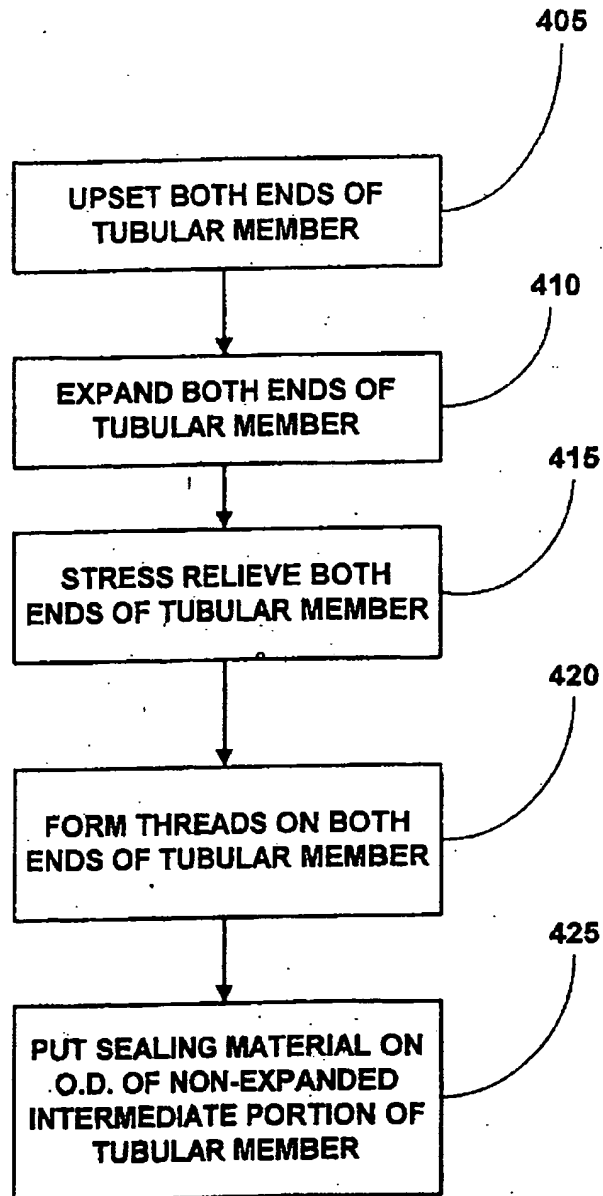 405
UPSET BOTH ENDS OF
TUBULAR MEMBER
410
EXPAND BOTH ENDS OF
TUBULAR MEMBER
415
STRESS RELIEVE BOTH
ENDS OF TUBULAR MEMBER
420
FORM THREADS ON BOTH
ENDS OF TUBULAR MEMBER
425
PUT SEALING MATERIAL ON
O.D. OF NON-EXPANDED
INTERMEDIATE PORTION OF
TUBULAR MEMBER